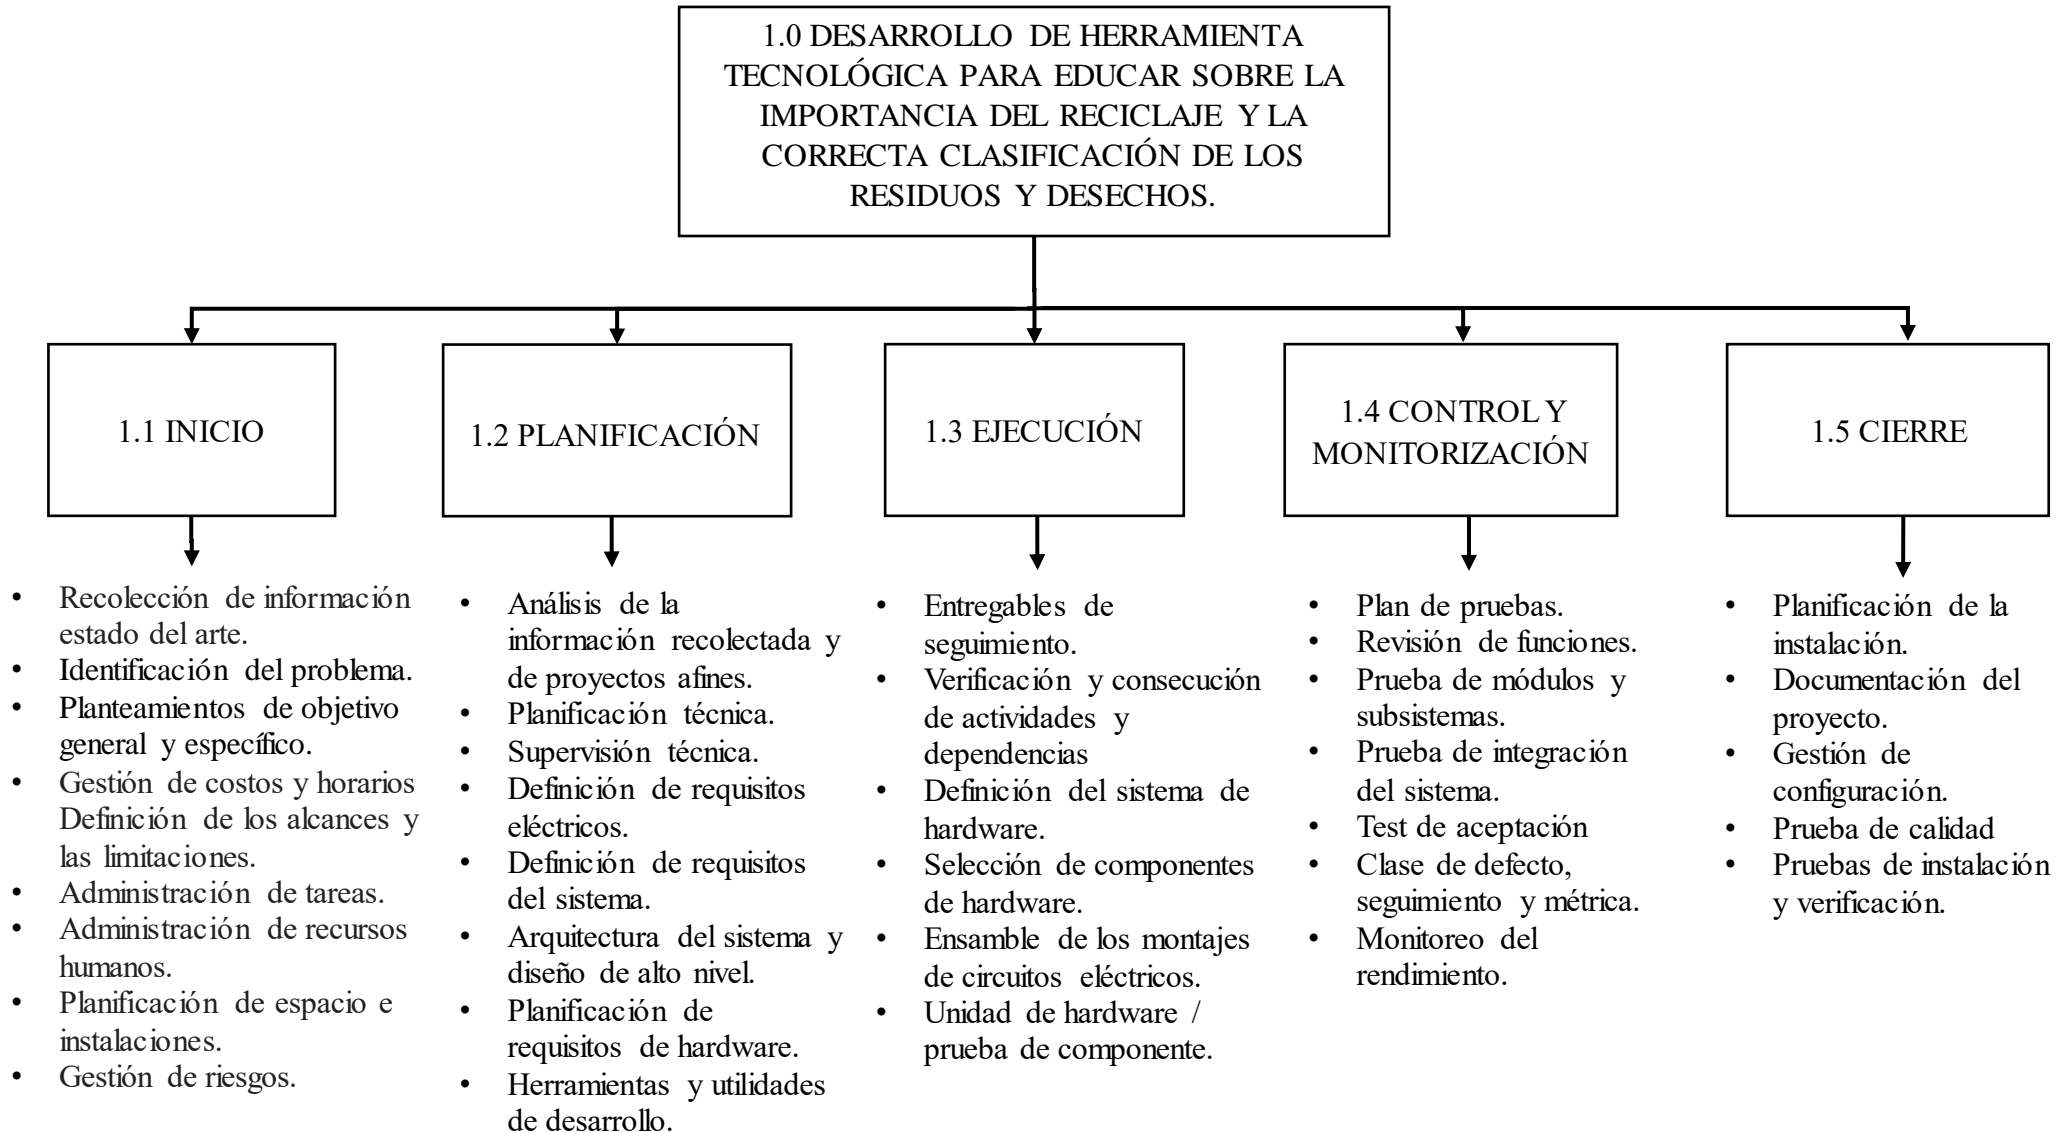 1.0 DESARROLLO DE HERRAMIENTA
TECNOLÓGICA PARA EDUCAR SOBRE LA
IMPORTANCIA DEL RECICLAJE Y LA
CORRECTA CLASIFICACIÓN DE LOS
RESIDUOS Y DESECHOS.
1.1 INICIO
• Recolección de información
estado del arte.
• Identificación del problema.
• Planteamientos de objetivo
general y específico.
• Gestión de costos y horarios
Definición de los alcances y
las limitaciones.
• Administración de tareas.
• Administración de recursos
humanos.
• Planificación de espacio e
instalaciones.
• Gestión de riesgos.
1.2 PLANIFICACIÓN
• Análisis de la
información recolectada y
de proyectos afines.
• Planificación técnica.
• Supervisión técnica.
• Definición de requisitos
eléctricos.
• Definición de requisitos
del sistema.
• Arquitectura del sistema y
diseño de alto nivel.
• Planificación de
requisitos de hardware.
• Herramientas y utilidades
de desarrollo.
1.3 EJECUCIÓN
• Entregables de
seguimiento.
• Verificación y consecución
de actividades y
dependencias
• Definición del sistema de
hardware.
• Selección de componentes
de hardware.
• Ensamble de los montajes
de circuitos eléctricos.
• Unidad de hardware /
prueba de componente.
1.4 CONTROL Y
MONITORIZACIÓN
• Plan de pruebas.
• Revisión de funciones.
• Prueba de módulos y
subsistemas.
• Prueba de integración
del sistema.
• Test de aceptación
• Clase de defecto,
seguimiento y métrica.
• Monitoreo del
rendimiento.
1.5 CIERRE
• Planificación de la
instalación.
• Documentación del
proyecto.
• Gestión de
configuración.
• Prueba de calidad
• Pruebas de instalación
y verificación.